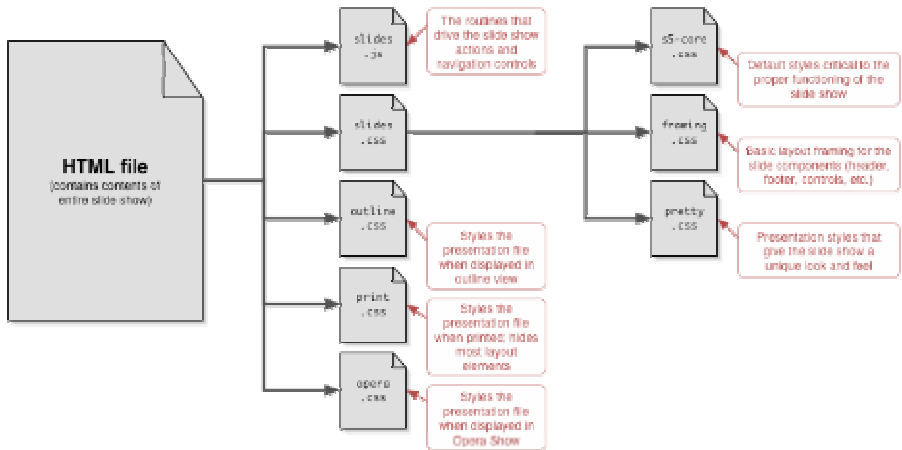 HTML file
(contains contents of
entire slide show)
slides
.js
The routines that
drive the slide show
actions and
navigation controls
slides
.css
outline
.css
Styles the
presentation file
when displayed in
outline view
print
.css
Styles the
presentation file
when printed; hides
most layout
elements
opera
.css
Styles the
presentation file
when displayed in
Opera Show
s5-core
.css
Default styles critical to the
proper functioning of the
slide show
framing
.css
Basic layout framing for the
slide components (header,
footer, controls, etc.)
pretty
.css
Presentation styles that
give the slide show a
unique look and feel